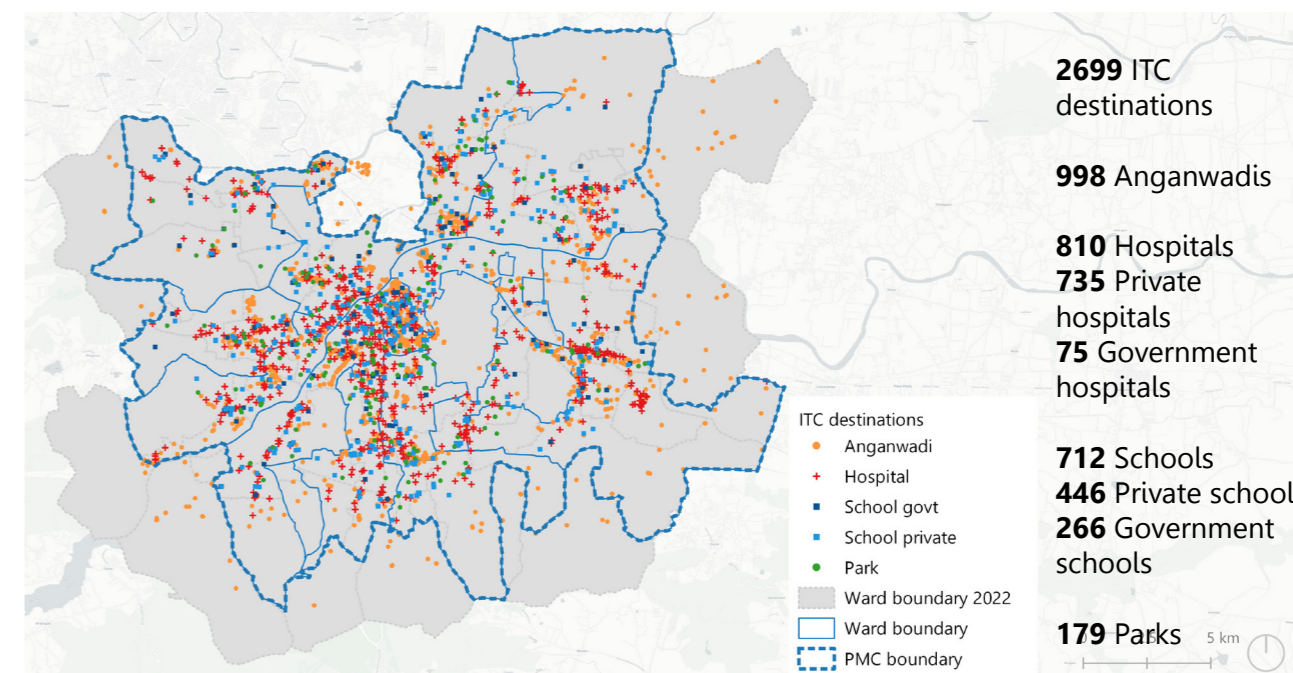 2699 ITC
destinations
998 Anganwadis
810 Hospitals
735 Private
hospitals
75 Government
hospitals
712 Schools
446 Private school
266 Government
schools
179 Parks
ITC destinations
Anganwadi
Hospital
School govt
School private
Park
Ward boundary 2022
Ward boundary
PMC boundary
5 km